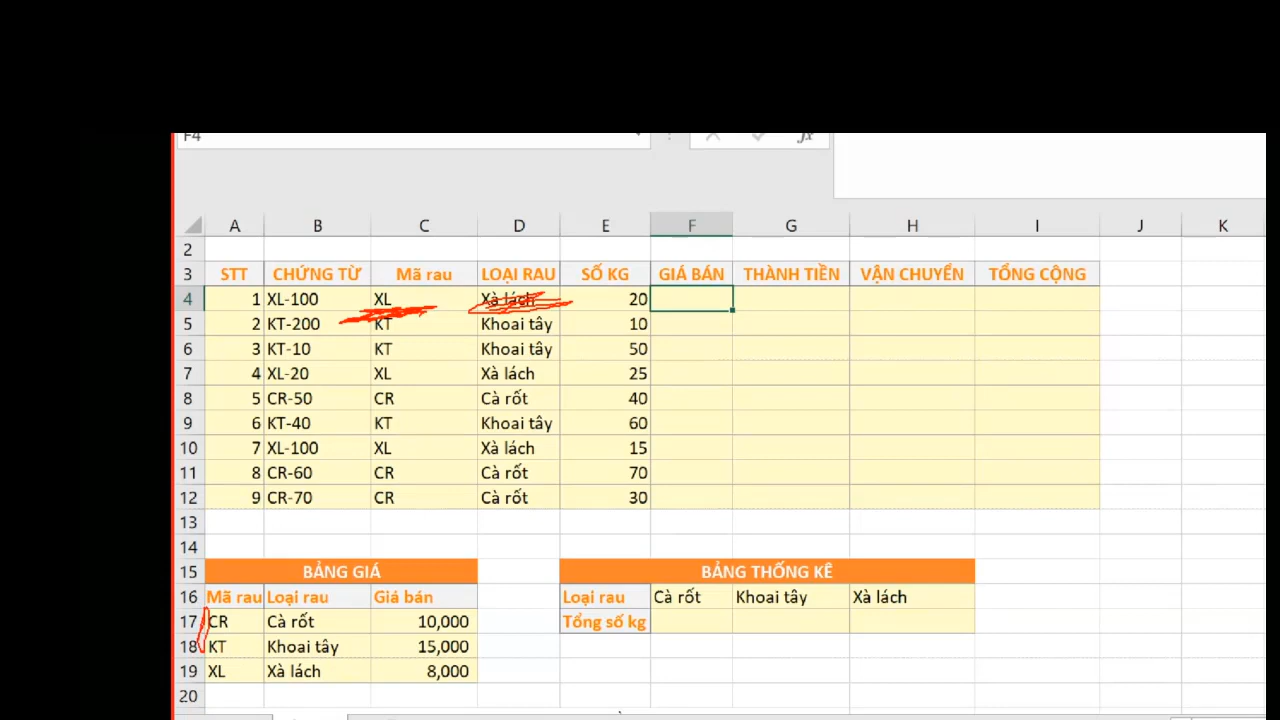 F4 fx
A B C D E F G H I J K
2
3 STT CHỨNG TỪ Mã rau LOẠI RAU SỐ KG GIÁ BÁN THÀNH TIỀN VẬN CHUYỂN TỔNG CỘNG
4 1 XL-100 XL Xà lách 20
5 2 KT-200 KT Khoai tây 10
6 3 KT-10 KT Khoai tây 50
7 4 XL-20 XL Xà lách 25
8 5 CR-50 CR Cà rốt 40
9 6 KT-40 KT Khoai tây 60
10 7 XL-100 XL Xà lách 15
11 8 CR-60 CR Cà rốt 70
12 9 CR-70 CR Cà rốt 30
13
14
15 BẢNG GIÁ BẢNG THỐNG KÊ
16 Mã rau Loại rau Giá bán Loại rau Cà rốt Khoai tây Xà lách
17 CR Cà rốt 10,000 Tổng số kg
18 KT Khoai tây 15,000
19 XL Xà lách 8,000
20